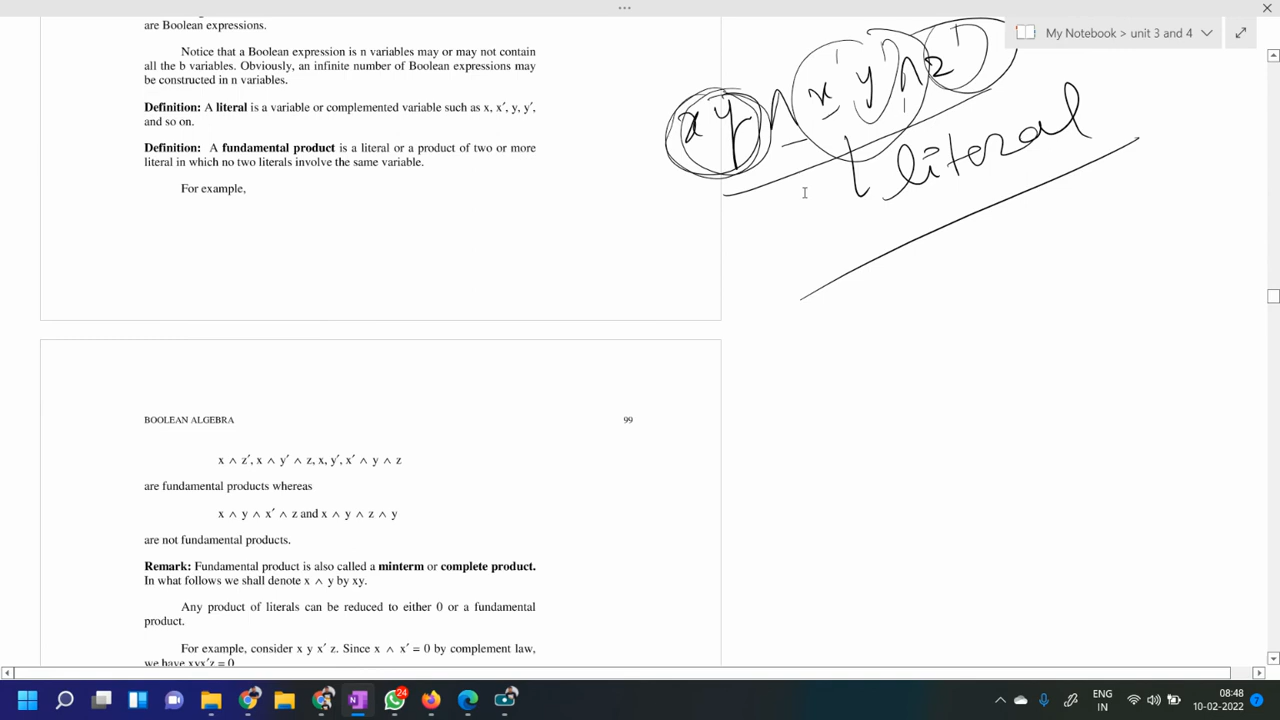 are Boolean expressions.
My Notebook > unit 3 and 4
Notice that a Boolean expression is n variables may or may not contain
all the b variables. Obviously, an infinite number of Boolean expressions may
be constructed in n variables.
Definition: A literal is a variable or complemented variable such as x, x′, y, y′,
and so on.
Definition: A fundamental product is a literal or a product of two or more
literal in which no two literals involve the same variable.
For example,
literal
BOOLEAN ALGEBRA 99
x ∧ z′, x ∧ y′ ∧ z, x, y′, x′ ∧ y ∧ z
are fundamental products whereas
x ∧ y ∧ x′ ∧ z and x ∧ y ∧ z ∧ y
are not fundamental products.
Remark: Fundamental product is also called a minterm or complete product.
In what follows we shall denote x ∧ y by xy.
Any product of literals can be reduced to either 0 or a fundamental
product.
For example, consider x y x′ z. Since x ∧ x′ = 0 by complement law,
we have xyx′z = 0
24
ENG
IN
08:48
10-02-2022
7